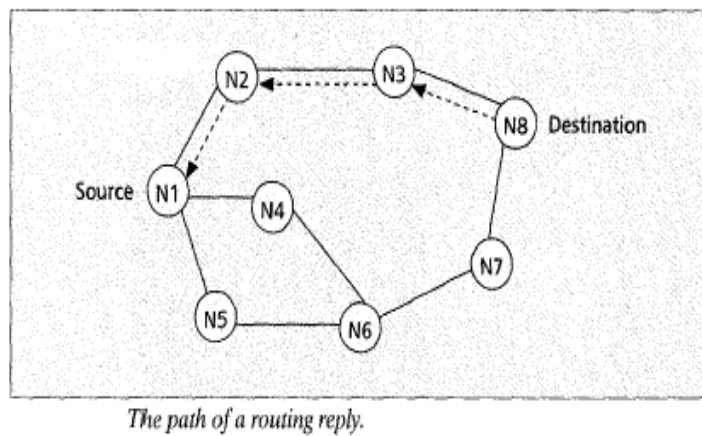 N2
N3
N8 Destination
Source N1
N4
N7
N5
N6
The path of a routing reply.